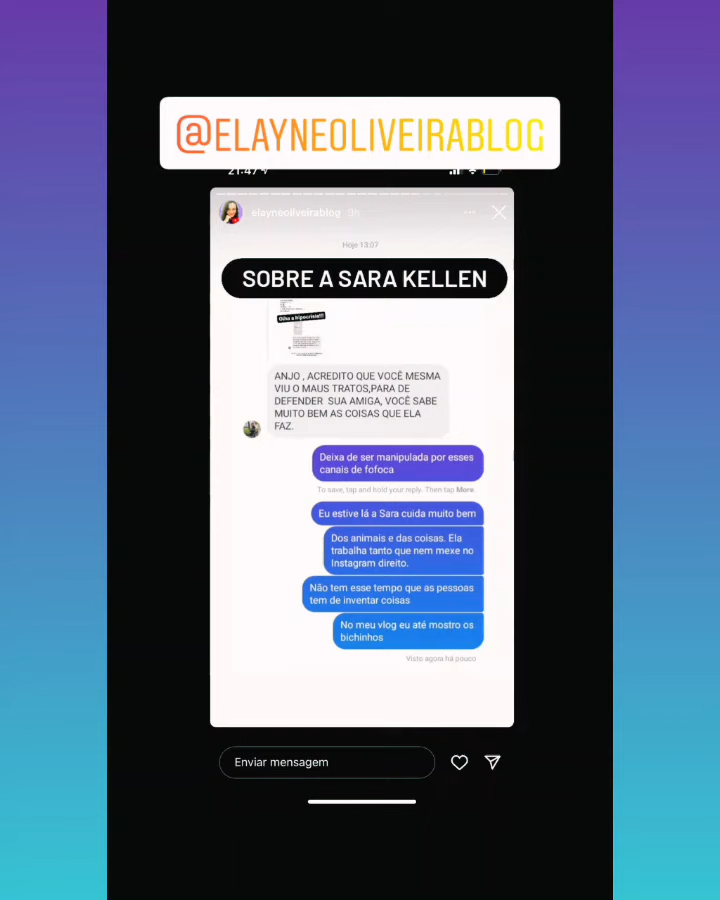 @ELAYNEOLIVEIRABLOG
21:47
elayneoliveirablog 9h
Hoje 13:07
SOBRE A SARA KELLEN
Olha a hipocrisia!!!
ANJO , ACREDITO QUE VOCÊ MESMA
VIU O MAUS TRATOS,PARA DE
DEFENDER SUA AMIGA, VOCÊ SABE
MUITO BEM AS COISAS QUE ELA
FAZ.
Deixa de ser manipulada por esses
canais de fofoca
To save, tap and hold your reply. Then tap More.
Eu estive lá a Sara cuida muito bem
Dos animais e das coisas. Ela
trabalha tanto que nem mexe no
Instagram direito.
Não tem esse tempo que as pessoas
tem de inventar coisas
No meu vlog eu até mostro os
bichinhos
Visto agora há pouco
Enviar mensagem